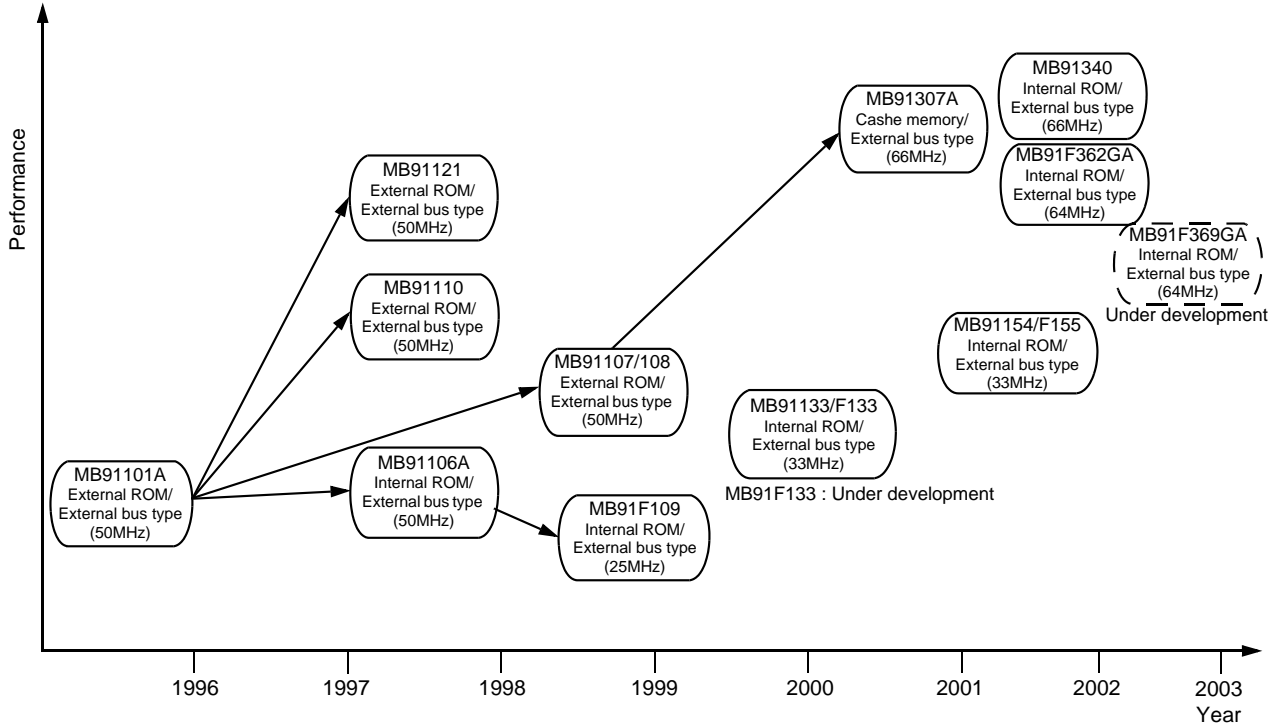 Performance
MB91340
Internal ROM/
External bus type
(66MHz)
MB91307A
Cashe memory/
External bus type
(66MHz)
MB91F362GA
Internal ROM/
External bus type
(64MHz)
MB91121
External ROM/
External bus type
(50MHz)
MB91F369GA
Internal ROM/
External bus type
(64MHz)
Under development
MB91110
External ROM/
External bus type
(50MHz)
MB91154/F155
Internal ROM/
External bus type
(33MHz)
MB91107/108
External ROM/
External bus type
(50MHz)
MB91133/F133
Internal ROM/
External bus type
(33MHz)
MB91F133 : Under development
MB91101A
External ROM/
External bus type
(50MHz)
MB91106A
Internal ROM/
External bus type
(50MHz)
MB91F109
Internal ROM/
External bus type
(25MHz)
1996 1997 1998 1999 2000 2001 2002 2003
Year